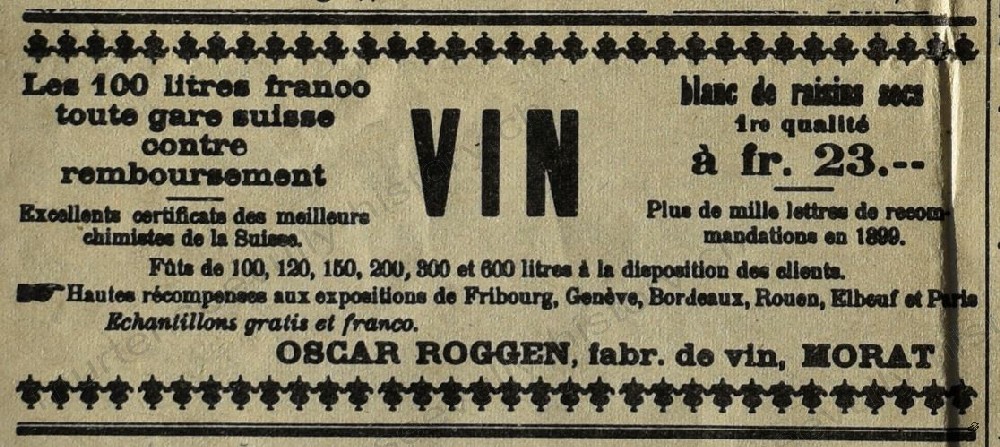 Les 100 litres franco
toute gare suisse
contre
remboursement
Excellents certificats des meilleurs
chimistes de la Suisse.
VIN
blanc de raisins secs
1re qualité
à fr. 23.--
Plus de mille lettres de recom-
mandations en 1899.
Fûts de 100, 120, 150, 200, 300 et 600 litres à la disposition des clients.
Hautes récompenses aux expositions de Fribourg, Genève, Bordeaux, Rouen, Elbeuf et Paris
Echantillons gratis et franco.
OSCAR ROGGEN, fabr. de vin, MORAT